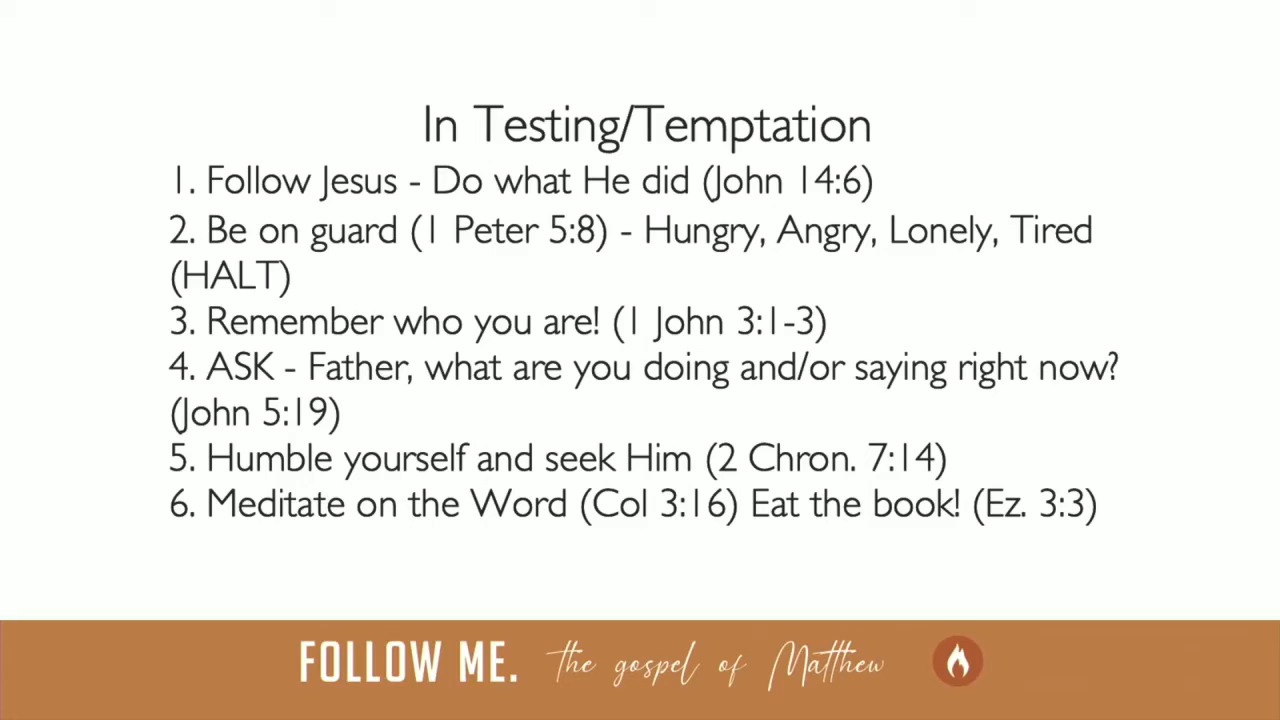 In Testing/Temptation
1. Follow Jesus - Do what He did (John 14:6)
2. Be on guard (1 Peter 5:8) - Hungry, Angry, Lonely, Tired
(HALT)
3. Remember who you are! (1 John 3:1-3)
4. ASK - Father, what are you doing and/or saying right now?
(John 5:19)
5. Humble yourself and seek Him (2 Chron. 7:14)
6. Meditate on the Word (Col 3:16) Eat the book! (Ez. 3:3)
FOLLOW ME. the gospel of Matthew